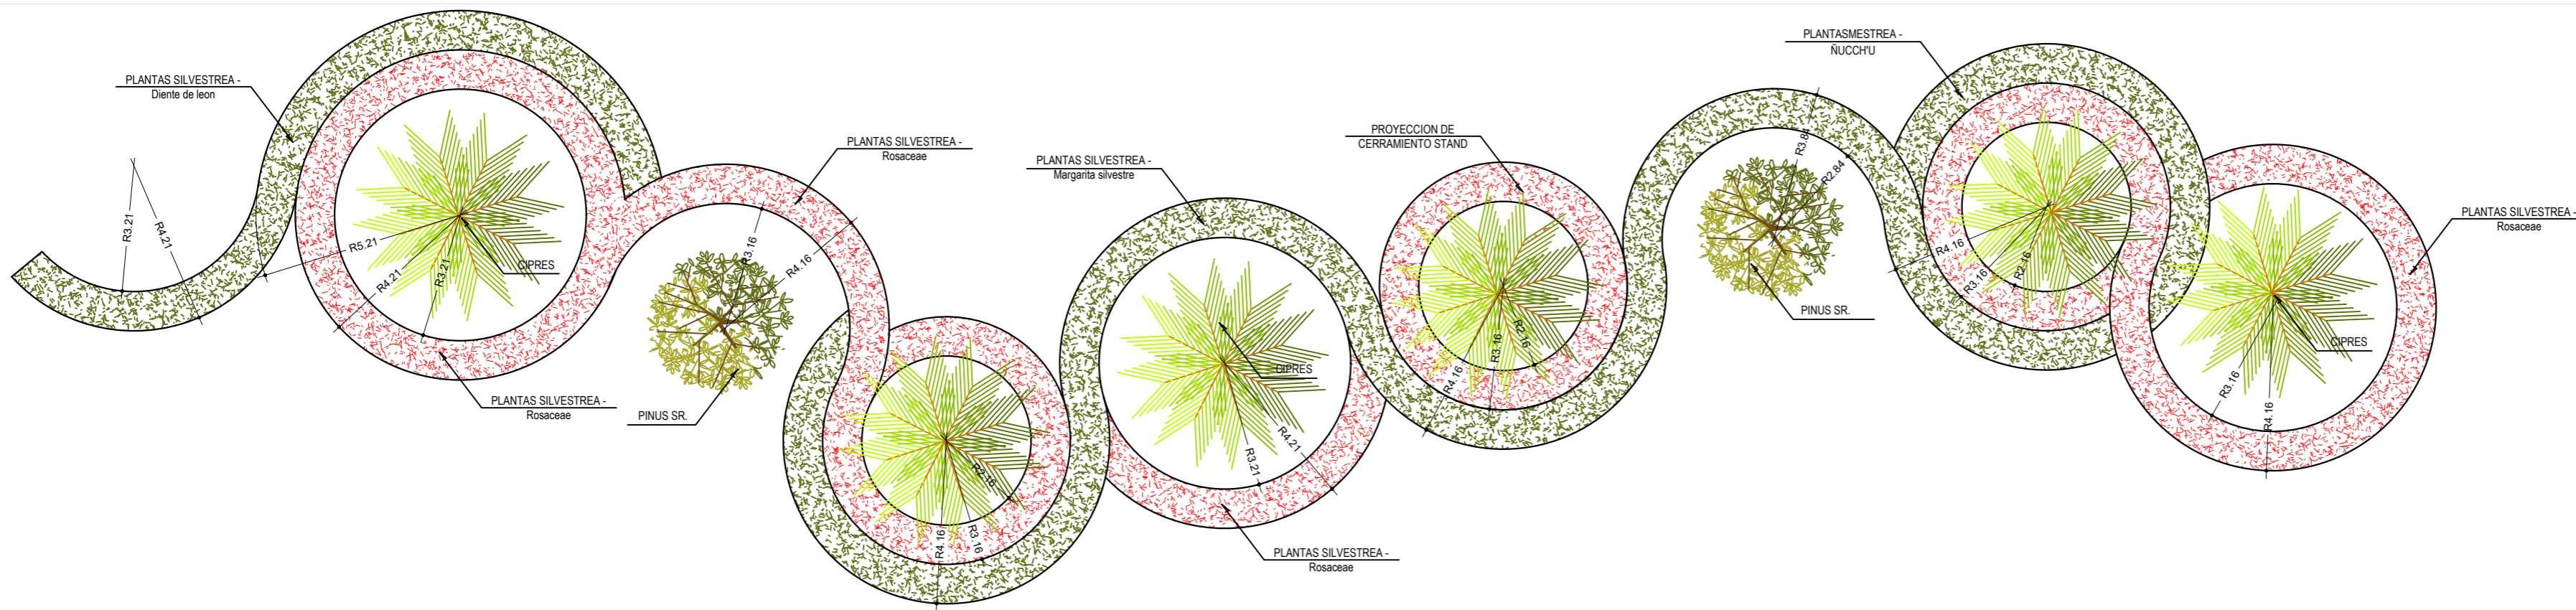 PLANTAS SILVESTREA -
Diente de leon
R3.21
R4.21
R5.21
R4.21
R3.21
CIPRES
PLANTAS SILVESTREA -
Rosaceae
PLANTAS SILVESTREA -
Rosaceae
R3.16
R4.16
PINUS SR.
R2.16
R3.16
R4.16
PLANTAS SILVESTREA -
Margarita silvestre
CIPRES
R3.21
R4.21
PLANTAS SILVESTREA -
Rosaceae
PROYECCION DE
CERRAMIENTO STAND
R2.16
R3.16
R4.16
R3.84
R2.84
PINUS SR.
PLANTASMESTREA -
ÑUCCH'U
R4.16
R3.16
R2.16
PLANTAS SILVESTREA -
Rosaceae
CIPRES
R3.16
R4.16